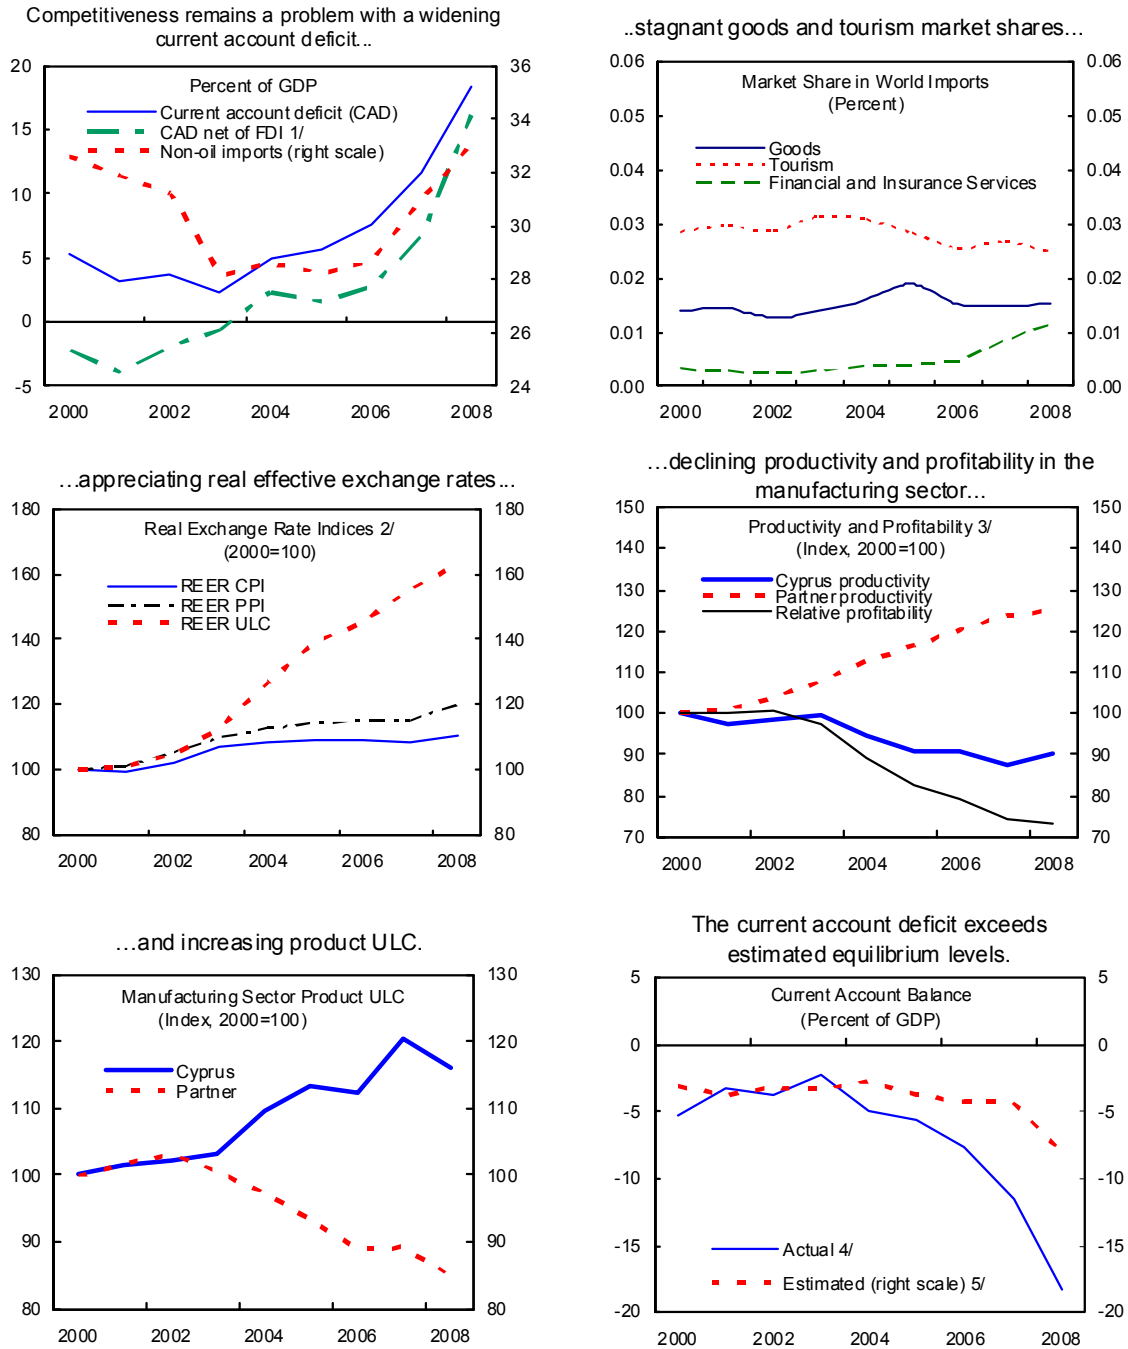 Competitiveness remains a problem with a widening
current account deficit...
20
15
10
5
0
-5
36
34
32
30
28
26
24
Percent of GDP
Current account deficit (CAD)
CAD net of FDI 1/
Non-oil imports (right scale)
2000 2002 2004 2006 2008
..stagnant goods and tourism market shares...
0.06
0.05
0.04
0.03
0.02
0.01
0.00
0.06
0.05
0.04
0.03
0.02
0.01
0.00
Market Share in World Imports
(Percent)
Goods
Tourism
Financial and Insurance Services
2000 2002 2004 2006 2008
...appreciating real effective exchange rates...
180
160
140
120
100
80
180
160
140
120
100
80
Real Exchange Rate Indices 2/
(2000=100)
REER CPI
REER PPI
REER ULC
2000 2002 2004 2006 2008
...declining productivity and profitability in the
manufacturing sector...
150
140
130
120
110
100
90
80
70
150
140
130
120
110
100
90
80
70
Productivity and Profitability 3/
(Index, 2000=100)
Cyprus productivity
Partner productivity
Relative profitability
2000 2002 2004 2006 2008
...and increasing product ULC.
130
120
110
100
90
80
130
120
110
100
90
80
Manufacturing Sector Product ULC
(Index, 2000=100)
Cyprus
Partner
2000 2002 2004 2006 2008
The current account deficit exceeds
estimated equilibrium levels.
5
0
-5
-10
-15
-20
5
0
-5
-10
-15
-20
Current Account Balance
(Percent of GDP)
Actual 4/
Estimated (right scale) 5/
2000 2002 2004 2006 2008